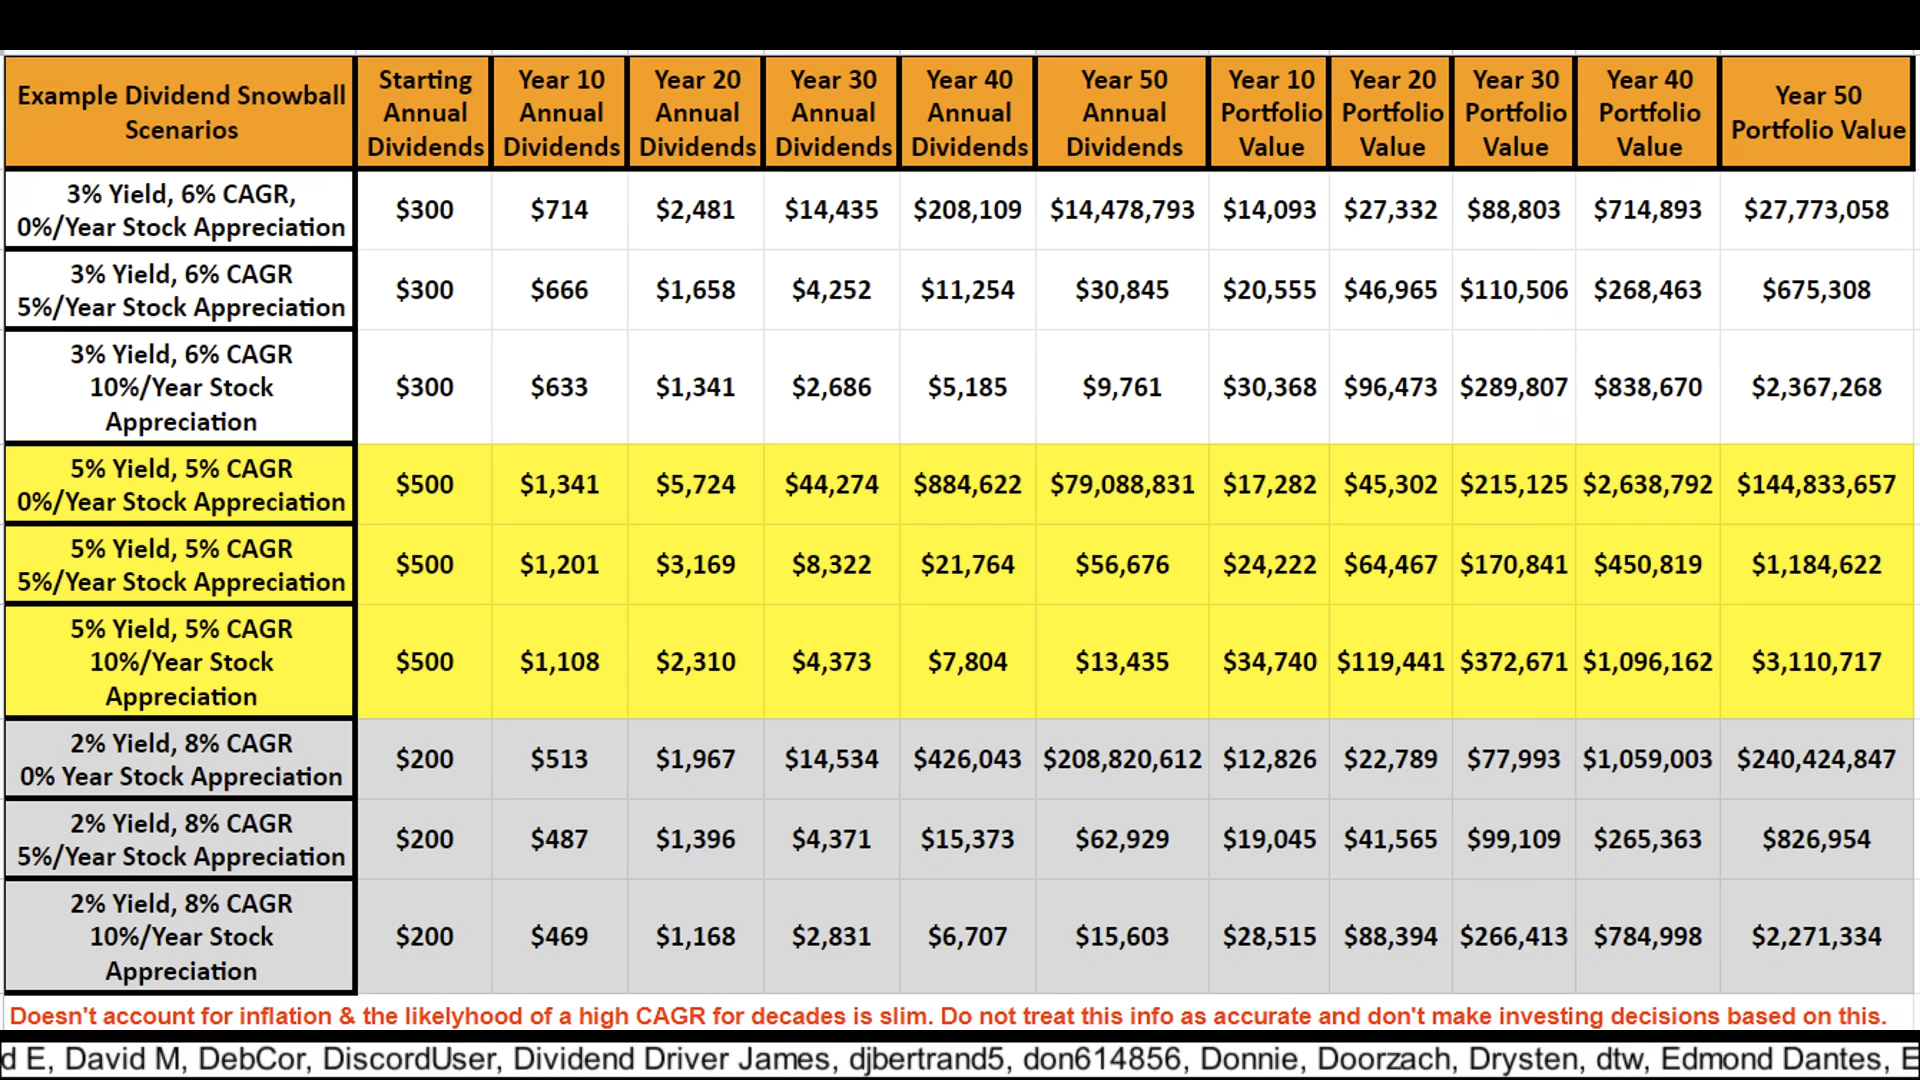 Example Dividend Snowball Scenarios | Starting Annual Dividends | Year 10 Annual Dividends | Year 20 Annual Dividends | Year 30 Annual Dividends | Year 40 Annual Dividends | Year 50 Annual Dividends | Year 10 Portfolio Value | Year 20 Portfolio Value | Year 30 Portfolio Value | Year 40 Portfolio Value | Year 50 Portfolio Value
3% Yield, 6% CAGR, 0%/Year Stock Appreciation | $300 | $714 | $2,481 | $14,435 | $208,109 | $14,478,793 | $14,093 | $27,332 | $88,803 | $714,893 | $27,773,058
3% Yield, 6% CAGR 5%/Year Stock Appreciation | $300 | $666 | $1,658 | $4,252 | $11,254 | $30,845 | $20,555 | $46,965 | $110,506 | $268,463 | $675,308
3% Yield, 6% CAGR 10%/Year Stock Appreciation | $300 | $633 | $1,341 | $2,686 | $5,185 | $9,761 | $30,368 | $96,473 | $289,807 | $838,670 | $2,367,268
5% Yield, 5% CAGR 0%/Year Stock Appreciation | $500 | $1,341 | $5,724 | $44,274 | $884,622 | $79,088,831 | $17,282 | $45,302 | $215,125 | $2,638,792 | $144,833,657
5% Yield, 5% CAGR 5%/Year Stock Appreciation | $500 | $1,201 | $3,169 | $8,322 | $21,764 | $56,676 | $24,222 | $64,467 | $170,841 | $450,819 | $1,184,622
5% Yield, 5% CAGR 10%/Year Stock Appreciation | $500 | $1,108 | $2,310 | $4,373 | $7,804 | $13,435 | $34,740 | $119,441 | $372,671 | $1,096,162 | $3,110,717
2% Yield, 8% CAGR 0% Year Stock Appreciation | $200 | $513 | $1,967 | $14,534 | $426,043 | $208,820,612 | $12,826 | $22,789 | $77,993 | $1,059,003 | $240,424,847
2% Yield, 8% CAGR 5%/Year Stock Appreciation | $200 | $487 | $1,396 | $4,371 | $15,373 | $62,929 | $19,045 | $41,565 | $99,109 | $265,363 | $826,954
2% Yield, 8% CAGR 10%/Year Stock Appreciation | $200 | $469 | $1,168 | $2,831 | $6,707 | $15,603 | $28,515 | $88,394 | $266,413 | $784,998 | $2,271,334
Doesn't account for inflation & the likelyhood of a high CAGR for decades is slim. Do not treat this info as accurate and don't make investing decisions based on this.
d E, David M, DebCor, DiscordUser, Dividend Driver James, djbertrand5, don614856, Donnie, Doorzach, Drysten, dtw, Edmond Dantes, E